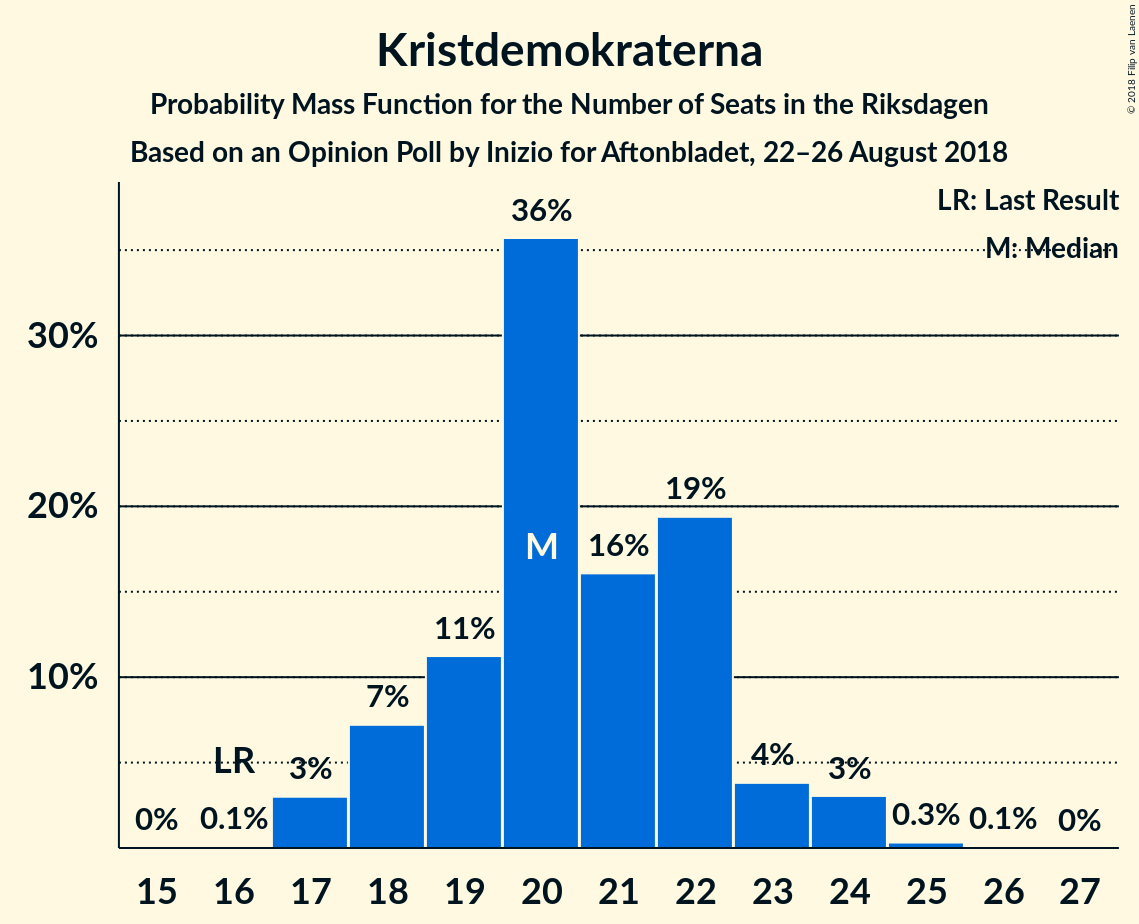 Kristdemokraterna
Probability Mass Function for the Number of Seats in the Riksdagen
Based on an Opinion Poll by Inizio for Aftonbladet, 22–26 August 2018
© 2018 Filip van Laenen
LR: Last Result
M: Median
36%
30%
20%
19%
M
16%
11%
10%
7%
LR
3%
4%
3%
0%
0.1%
0.3%
0.1%
0%
15 16 17 18 19 20 21 22 23 24 25 26 27